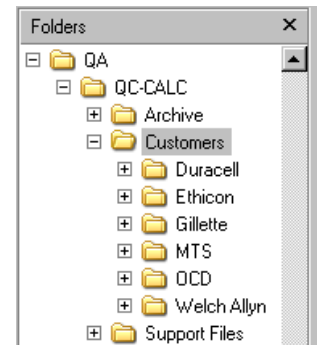 Folders
QA
QC-CALC
Archive
Customers
Duracell
Ethicon
Gillette
MTS
OCD
Welch Allyn
Support Files